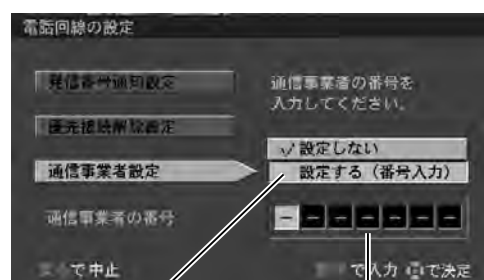 電話回線の設定
発信番号通知設定
通信事業者の番号を
入力してください。
優先接続解除設定
✓設定しない
通信事業者設定
設定する（番号入力）
通信事業者の番号
－－－－－－－
で中止
で入力 で決定